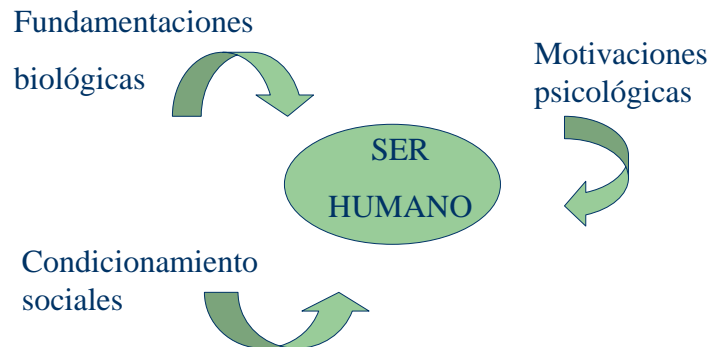 Fundamentaciones
biológicas
Motivaciones
psicológicas
SER
HUMANO
Condicionamiento
sociales